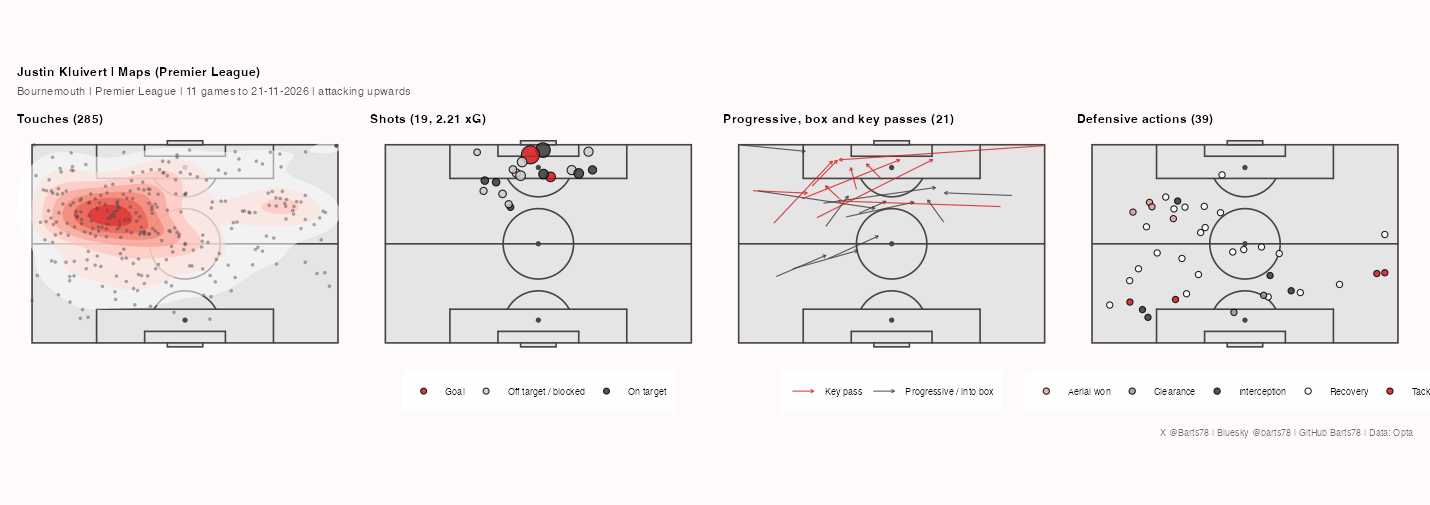 Justin Kluivert | Maps (Premier League)
Bournemouth | Premier League | 11 games to 21-11-2026 | attacking upwards
Touches (285)
Shots (19, 2.21 xG)
Progressive, box and key passes (21)
Defensive actions (39)
Goal
Off target / blocked
On target
Key pass
Progressive / into box
Aerial won
Clearance
Interception
Recovery
Tack
X @Barts78 | Bluesky @barts78 | GitHub Barts78 | Data: Opta